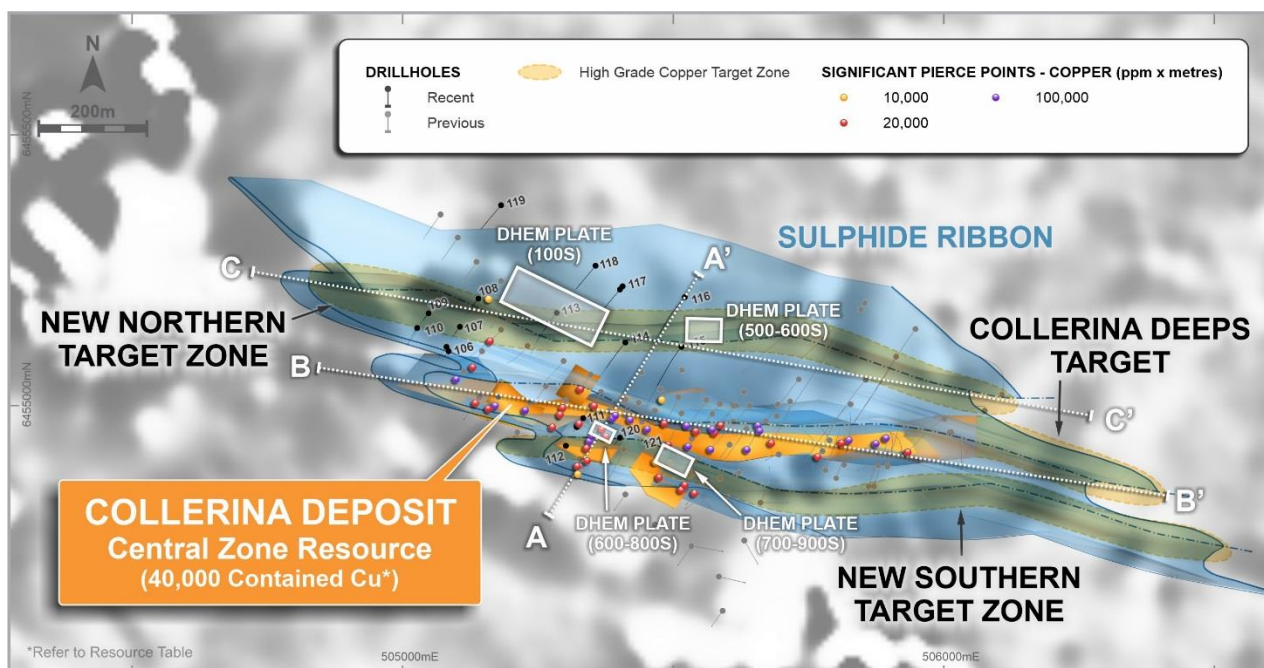 N
200m
6455500mN
6455000mN
DRILLHOLES
Recent
Previous
High Grade Copper Target Zone
SIGNIFICANT PIERCE POINTS - COPPER (ppm x metres)
10,000
20,000
100,000
119
DHEM PLATE
(100S)
118
117
A'
SULPHIDE RIBBON
C
108
109
113
116
DHEM PLATE
(500-600S)
NEW NORTHERN
TARGET ZONE
110
107
106
114
COLLERINA DEEPS
TARGET
B
C'
111
120
121
112
B'
COLLERINA DEPOSIT
Central Zone Resource
(40,000 Contained Cu*)
A
DHEM PLATE
(600-800S)
DHEM PLATE
(700-900S)
NEW SOUTHERN
TARGET ZONE
*Refer to Resource Table
505000mE
506000mE